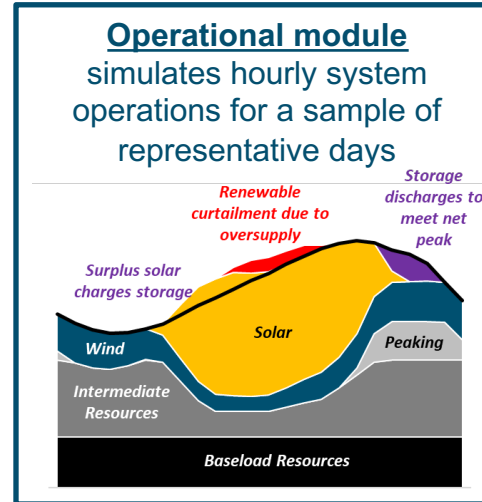 Operational module
simulates hourly system
operations for a sample of
representative days
Storage
discharges to
meet net
peak
Renewable
curtailment due to
oversupply
Surplus solar
charges storage
Wind
Solar
Peaking
Intermediate
Resources
Baseload Resources